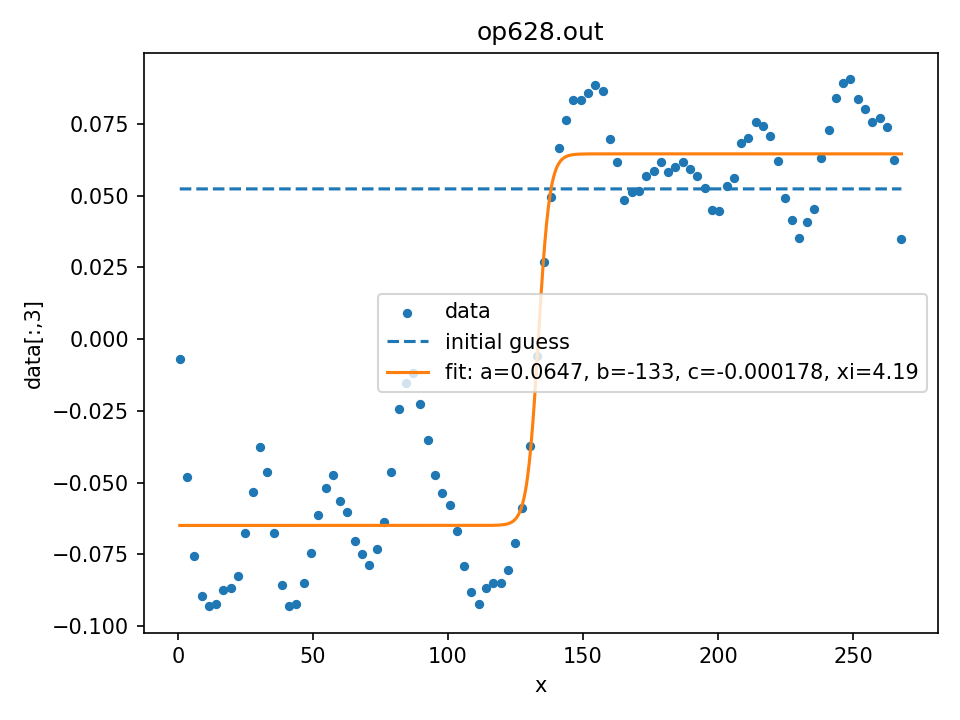 op628.out
0.075
0.050
0.025
0.000
−0.025
−0.050
−0.075
−0.100
data[:,3]
data
initial guess
fit: a=0.0647, b=-133, c=-0.000178, xi=4.19
0 50 100 150 200 250
x